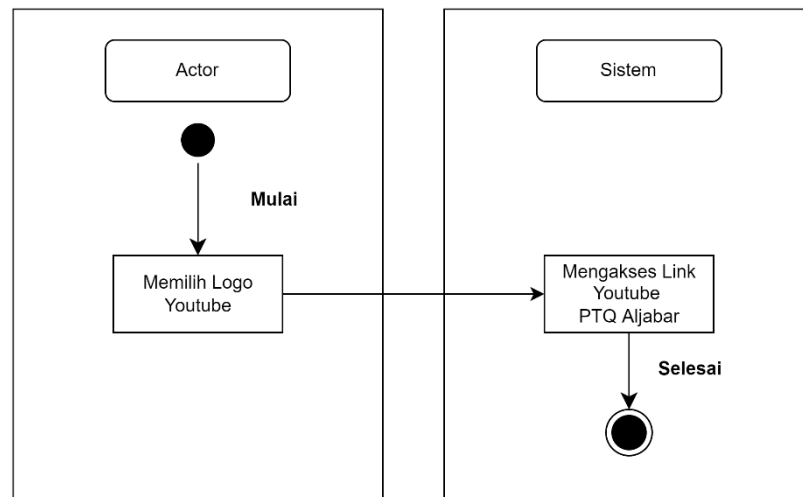 Actor
Sistem
Mulai
Memilih Logo
Youtube
Mengakses Link
Youtube
PTQ Aljabar
Selesai